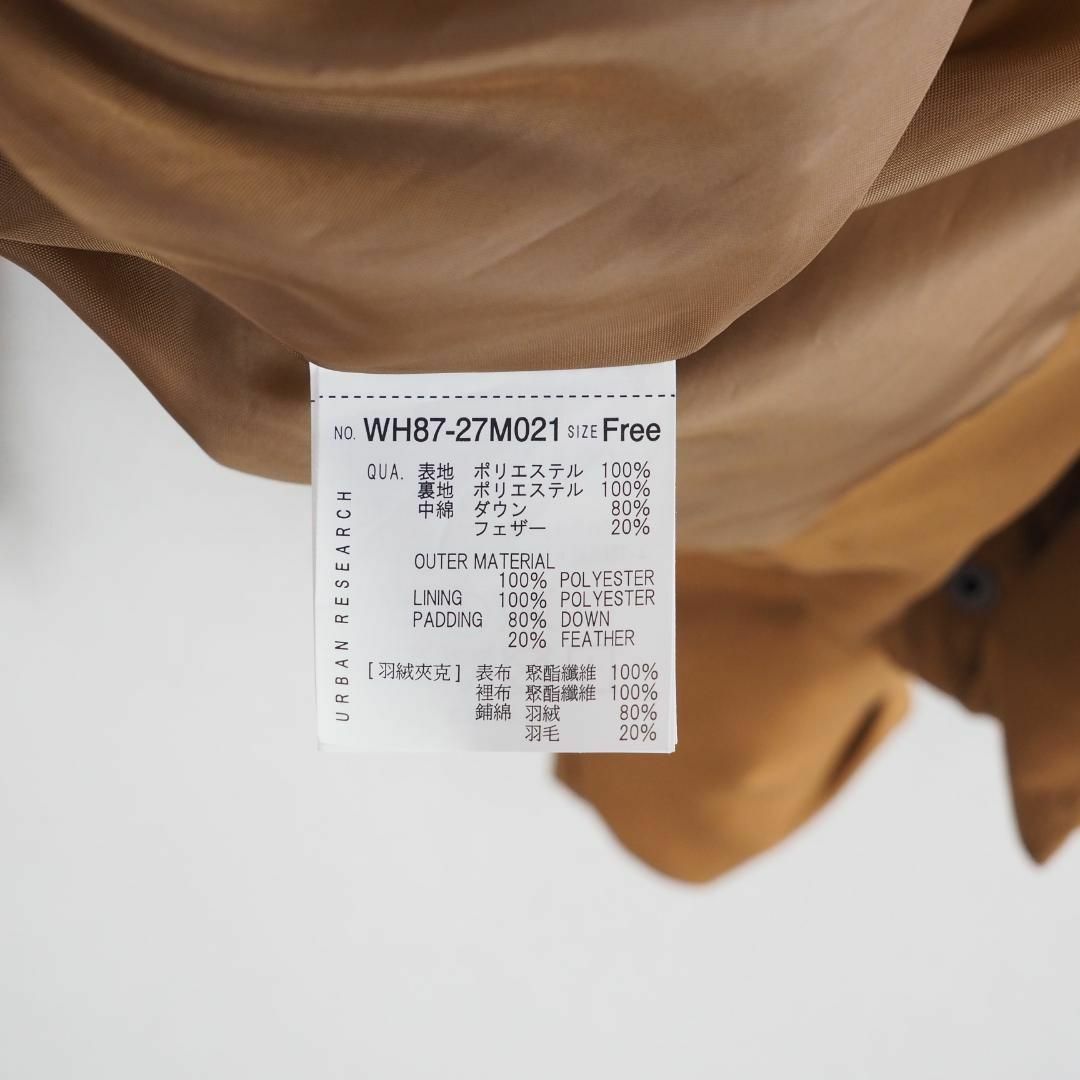 NO. WH87-27M021 SIZE Free
QUA. 表地 ポリエステル 100%
裏地 ポリエステル 100%
中綿 ダウン 80%
フェザー 20%
OUTER MATERIAL
100% POLYESTER
LINING 100% POLYESTER
PADDING 80% DOWN
20% FEATHER
[羽絨夾克] 表布 聚酯纖維 100%
裡布 聚酯纖維 100%
鋪綿 羽絨 80%
羽毛 20%
URBAN RESEARCH